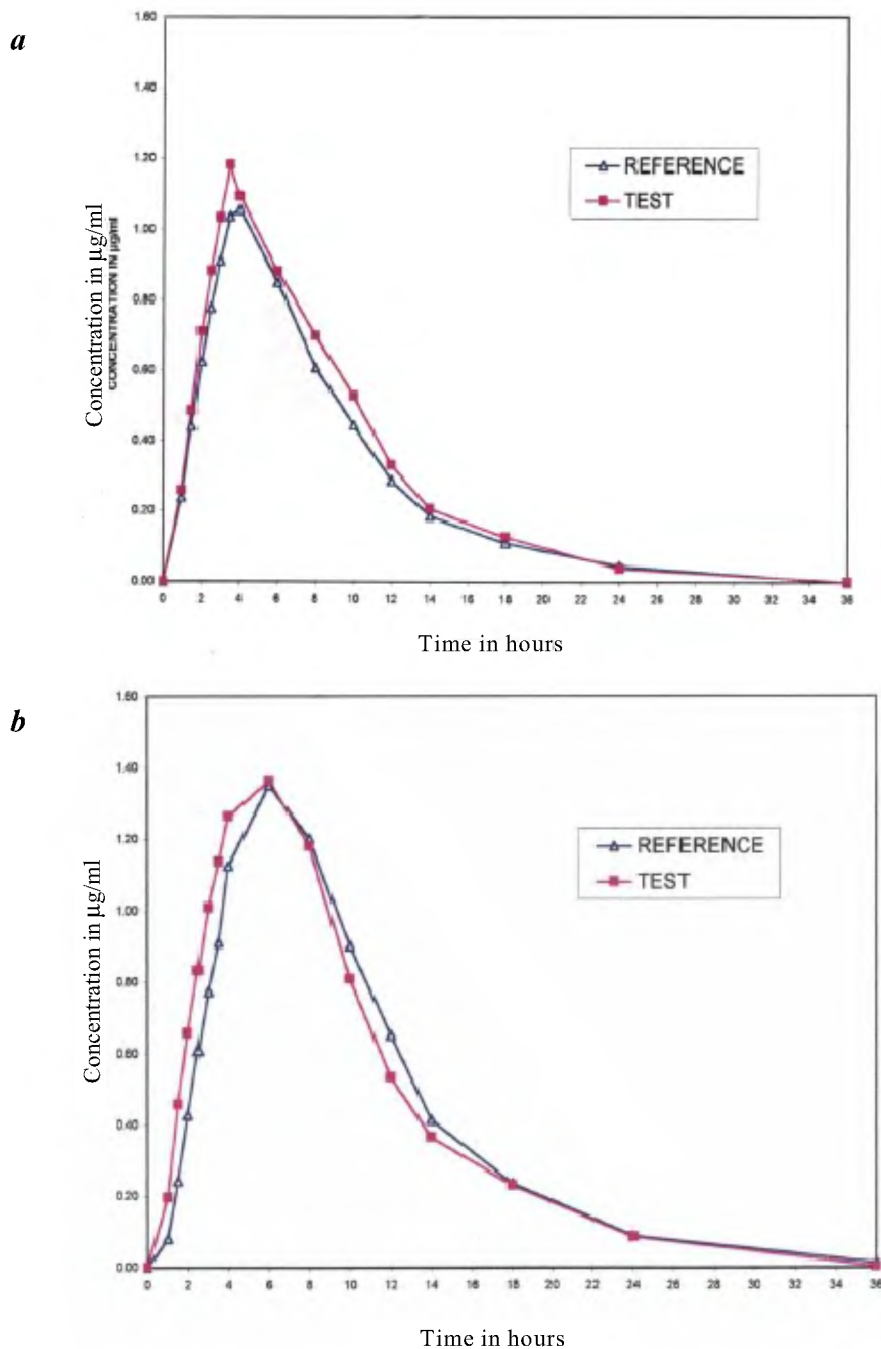 a
1.60
1.40
1.20
1.00
0.80
0.60
0.40
0.20
0.00
Concentration in µg/ml
CONCENTRATION IN µg/ml
REFERENCE
TEST
0 2 4 6 8 10 12 14 16 18 20 22 24 26 28 30 32 34 36
Time in hours
b
1.60
1.40
1.20
1.00
0.80
0.60
0.40
0.20
0.00
Concentration in µg/ml
REFERENCE
TEST
0 2 4 6 8 10 12 14 16 18 20 22 24 26 28 30 32 34 36
Time in hours